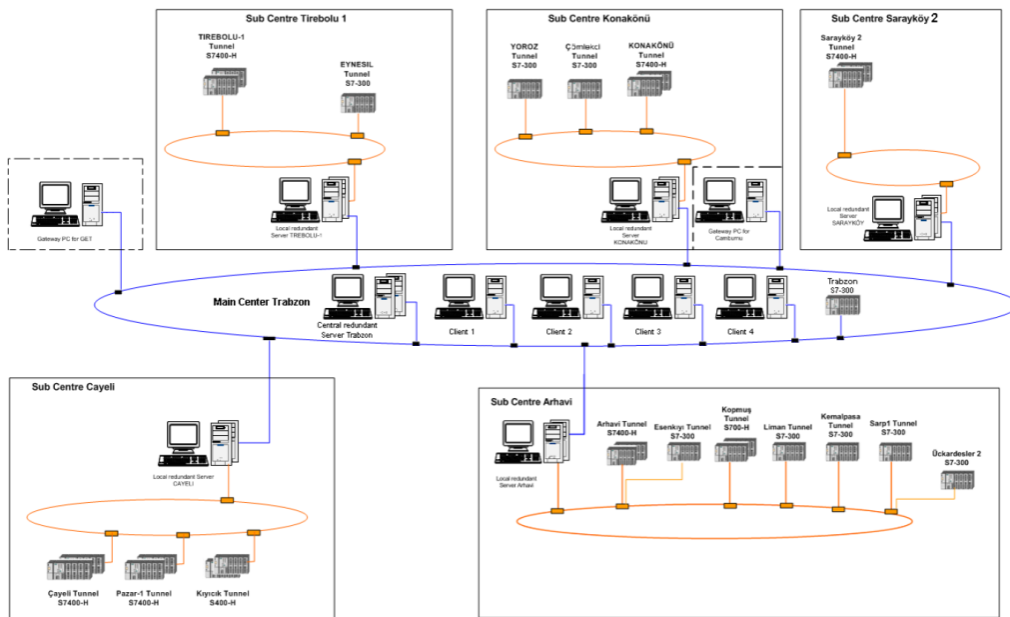 Sub Centre Tirebolu 1
TIREBOLU-1
Tunnel
S7400-H
EYNESIL
Tunnel
S7-300
Local redundant
Server TREBOLU-1
Sub Centre Konakönü
YOROZ
Tunnel
S7-300
Çömlekci
Tunnel
S7-300
KONAKÖNÜ
Tunnel
S7400-H
Local redundant
Server
KONAKÖNU
Gateway PC for
Camburnu
Sub Centre Sarayköy 2
Sarayköy 2
Tunnel
S7400-H
Local redundant
Server
SARAYKÖY
Gateway PC for GET
Main Center Trabzon
Central redundant
Server Trabzon
Client 1
Client 2
Client 3
Client 4
Trabzon
S7-300
Sub Centre Cayeli
Local redundant Server
CAYELI
Çayeli Tunnel
S7400-H
Pazar-1 Tunnel
S7400-H
Kıyıcık Tunnel
S400-H
Sub Centre Arhavi
Local redundant
Server Arhavi
Arhavi Tunnel
S7400-H
Esenkıyı Tunnel
S7-300
Kopmuş
Tunnel
S700-H
Liman Tunnel
S7-300
Kemalpasa
Tunnel
S7-300
Sarp1 Tunnel
S7-300
Ückardesler 2
S7-300